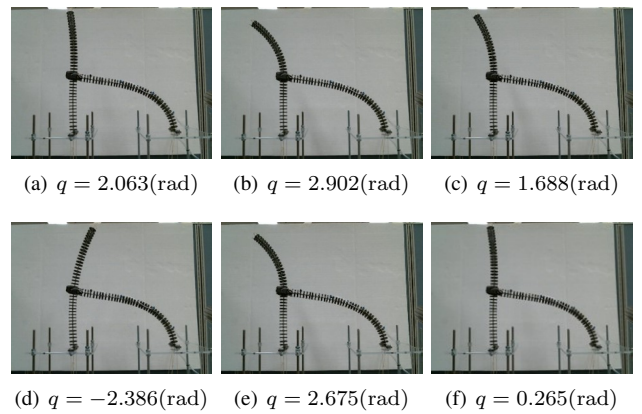 (a) q = 2.063(rad)
(b) q = 2.902(rad)
(c) q = 1.688(rad)
(d) q = −2.386(rad)
(e) q = 2.675(rad)
(f) q = 0.265(rad)